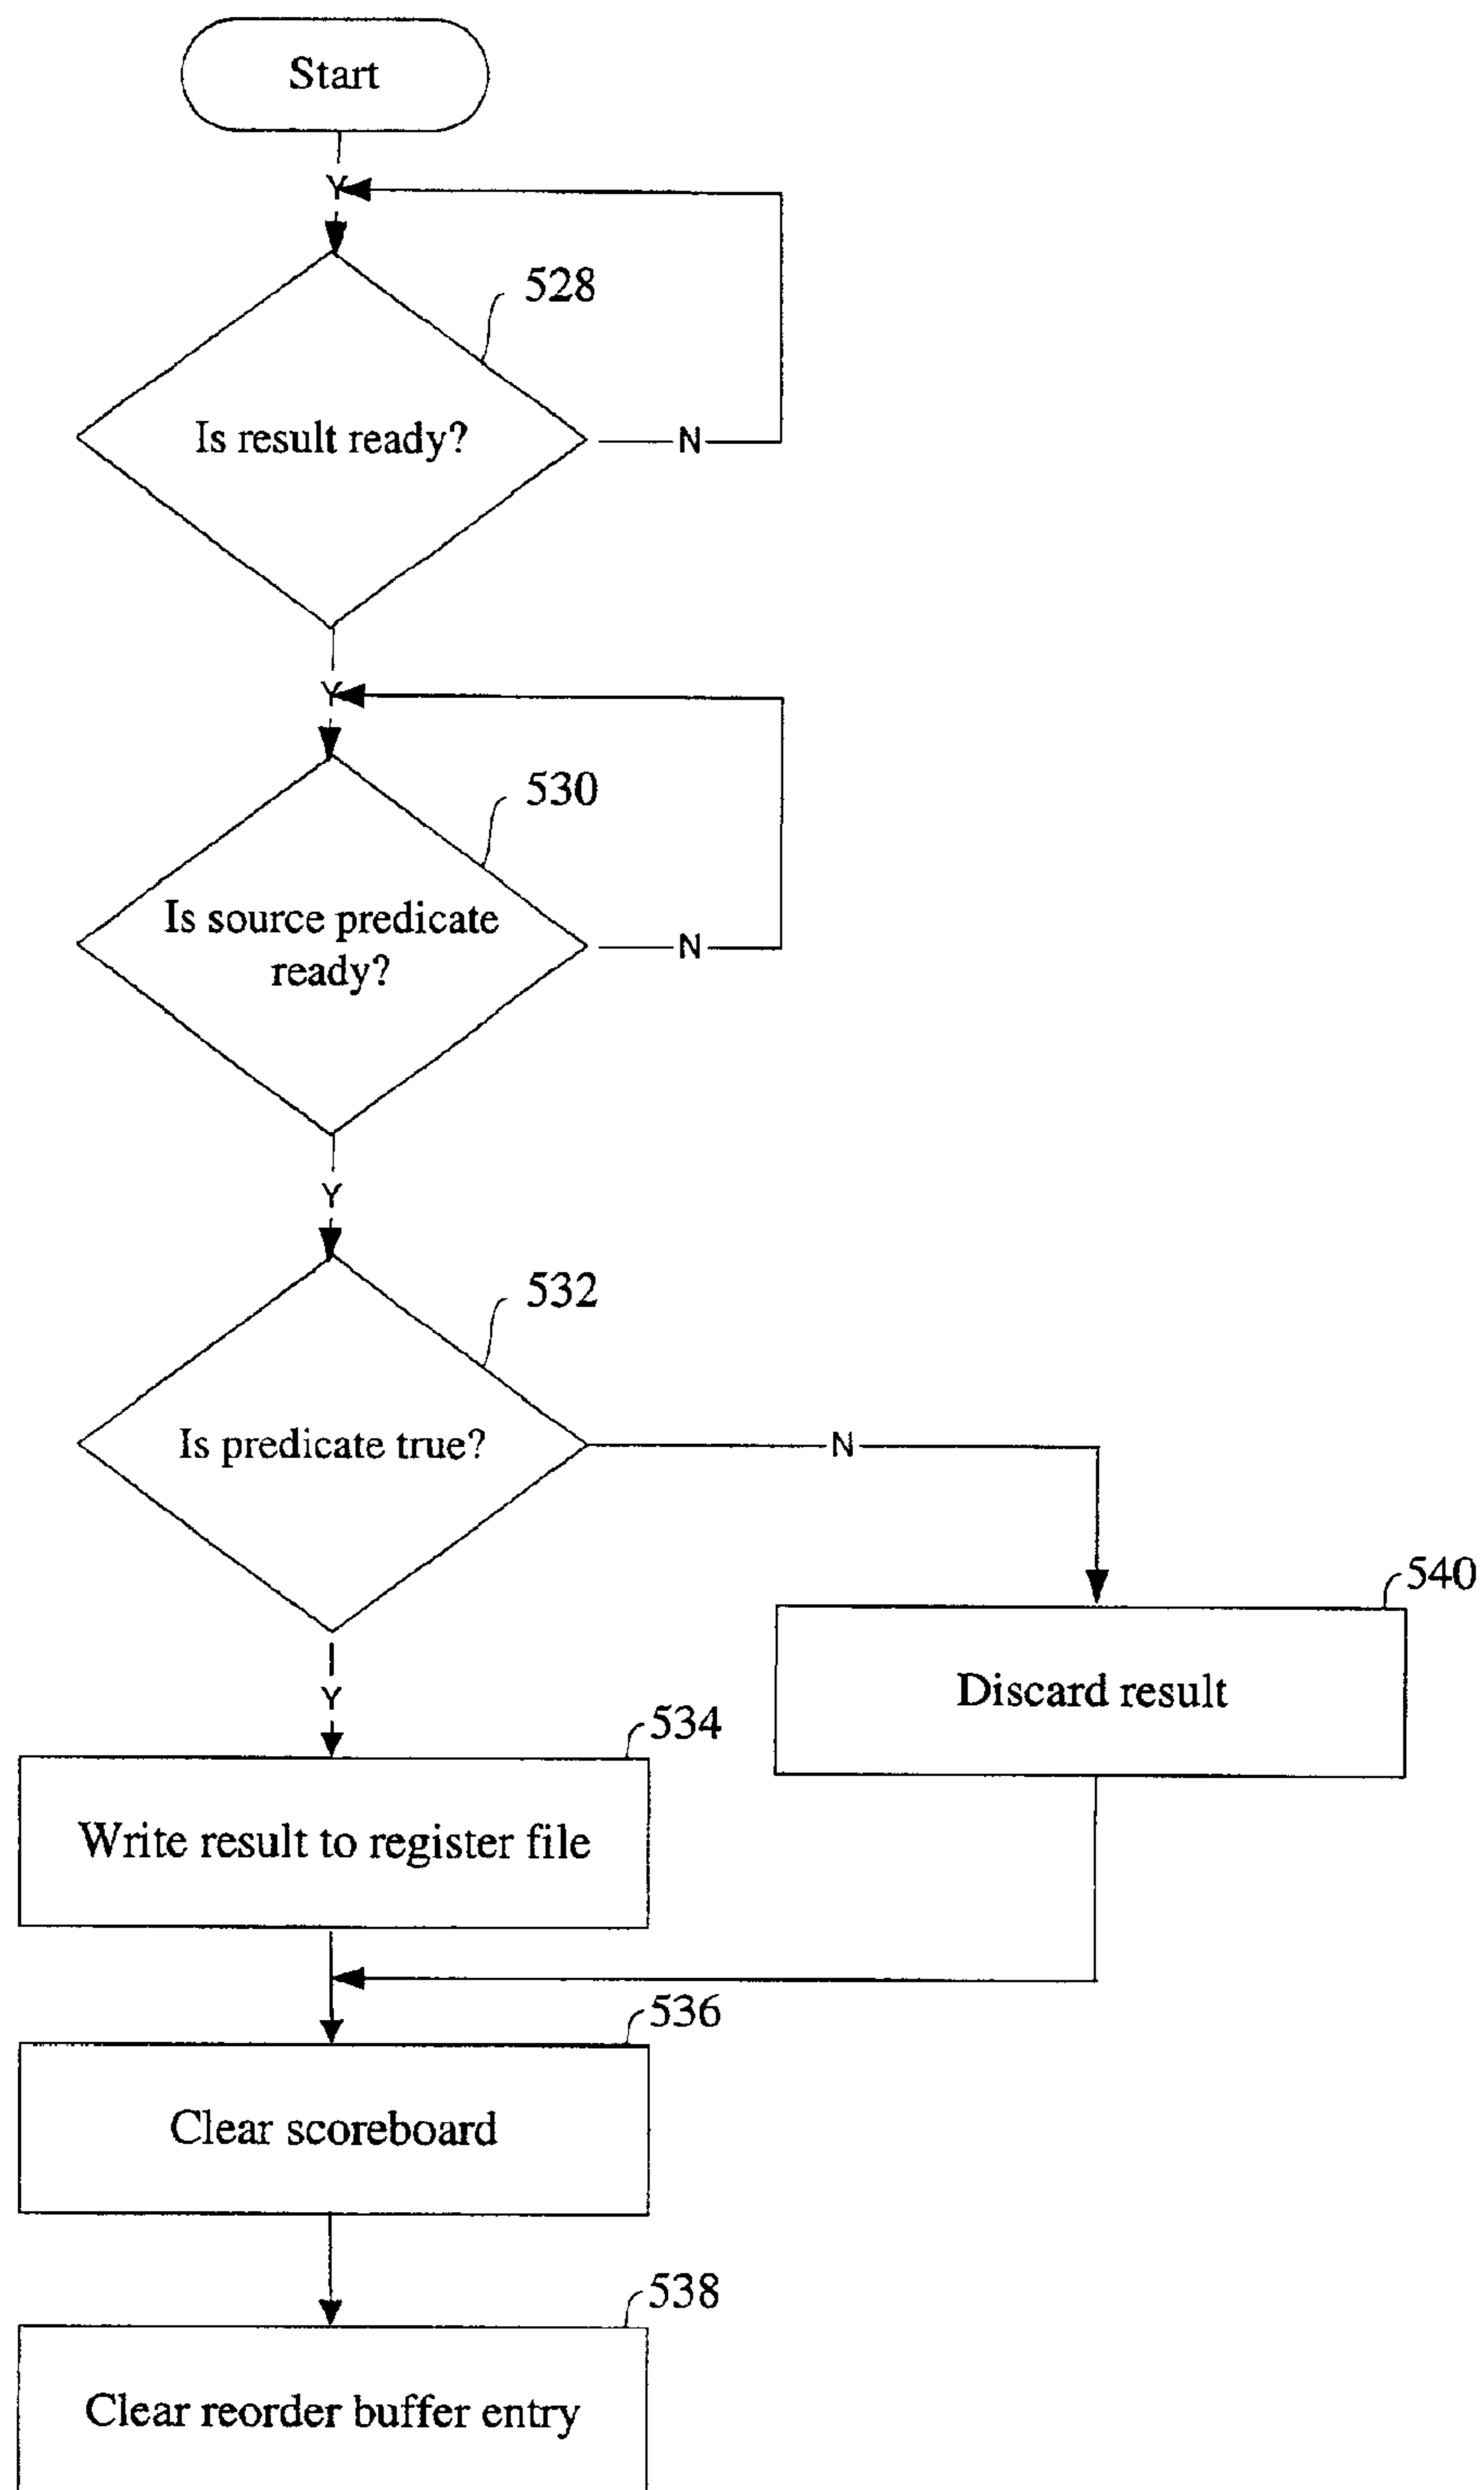 Start
Y
528
Is result ready?
N
Y
530
Is source predicate
ready?
N
Y
532
Is predicate true?
N
540
Discard result
Y
534
Write result to register file
536
Clear scoreboard
538
Clear reorder buffer entry